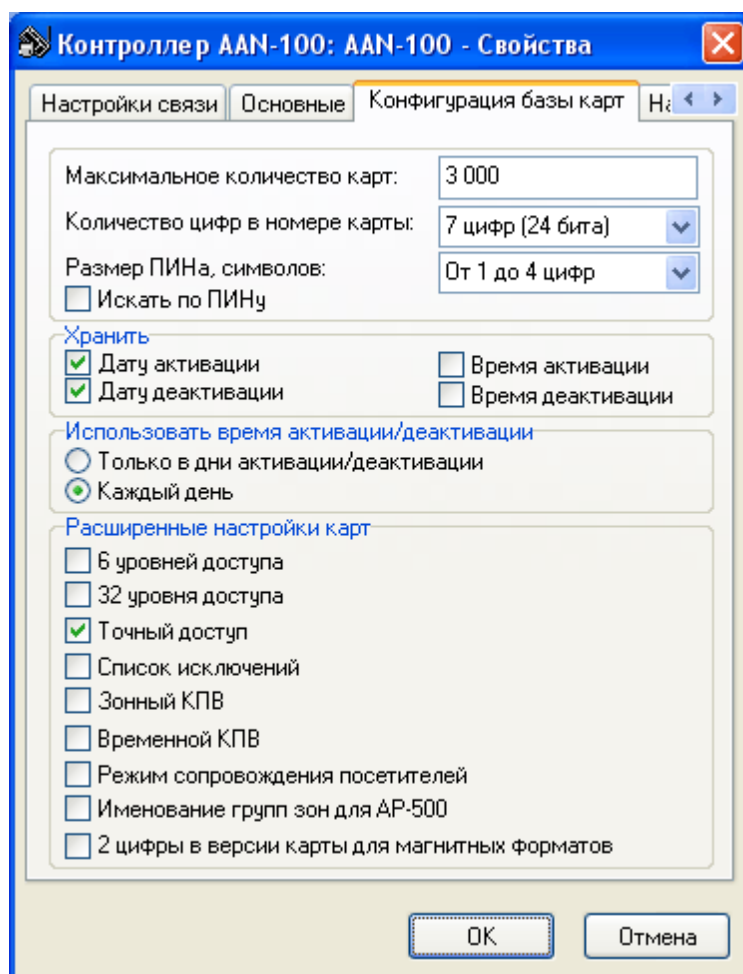 Контроллер AAN-100: AAN-100 - Свойства
Настройки связи Основные Конфигурация базы карт
Максимальное количество карт: 3 000
Количество цифр в номере карты: 7 цифр (24 бита)
Размер ПИНа, символов: От 1 до 4 цифр
Искать по ПИНу
Хранить
Дату активации Время активации
Дату деактивации Время деактивации
Использовать время активации/деактивации
Только в дни активации/деактивации
Каждый день
Расширенные настройки карт
6 уровней доступа
32 уровня доступа
Точный доступ
Список исключений
Зонный КПВ
Временной КПВ
Режим сопровождения посетителей
Именование групп зон для АР-500
2 цифры в версии карты для магнитных форматов
OK Отмена